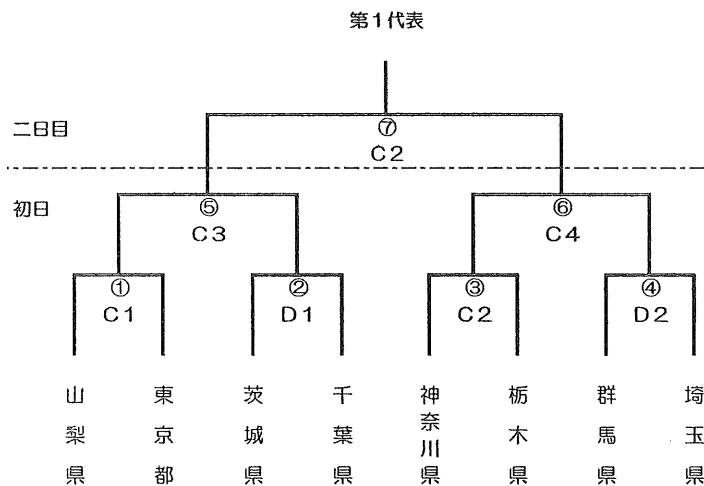 第1代表
二日目
⑦
C2
初日
⑤
⑥
C3
C4
①
②
③
④
C1
D1
C2
D2
山梨県
東京都
茨城県
千葉県
神奈川県
栃木県
群馬県
埼玉県